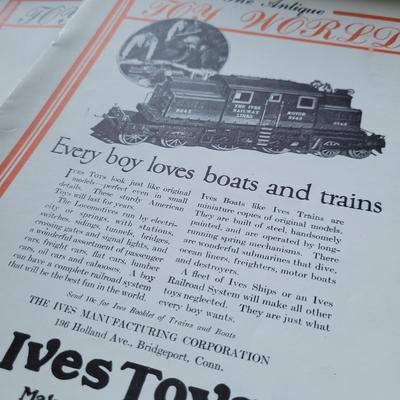 The Antique
TOY WORLD
TOY
THE IVES
RAILWAY
LINES
MOTOR
3243
3243
3243
Every boy loves boats and trains
IVES Toys look just like original
models—perfect even in small
details. These sturdy American
Toys will last for years.
The Locomotives run by electri-
city or springs, with stations,
switches, sidings, tunnels, bridges,
crossing gates and signal lights, and
a wonderful assortment of passenger
cars, freight cars, flat cars, lumber
cars, oil cars and cabooses. A boy
can build a complete railroad system
that will be the best fun in the world.
Ives Boats like Ives Trains are
miniature copies of original models.
They are built of steel, handsomely
painted, and are operated by long-
running spring mechanisms. There
are wonderful submarines that dive,
ocean liners, freighters, motor boats
and destroyers.
A fleet of Ives Ships or an Ives
Railroad System will make all other
toys neglected. They are just what
every boy wants.
Send 10c for Ives Booklet of Trains and Boats
THE IVES MANUFACTURING CORPORATION
196 Holland Ave., Bridgeport, Conn.
Ives Toys